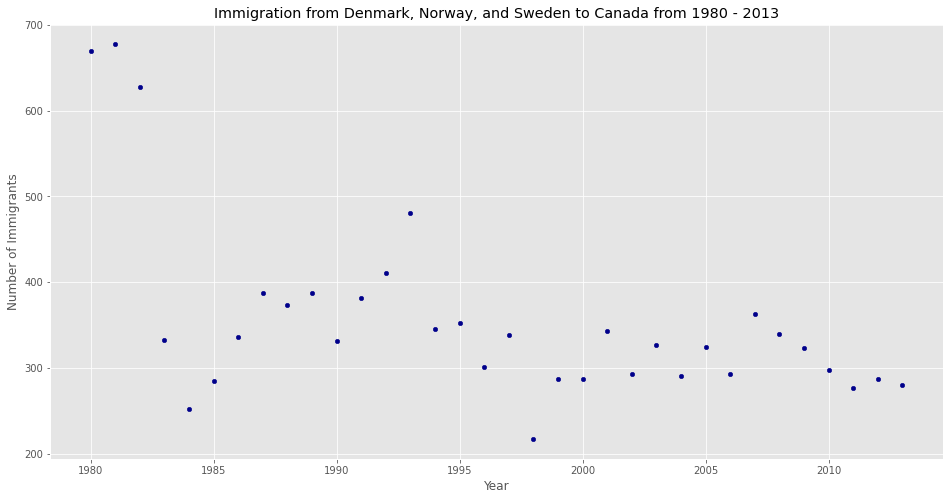 Immigration from Denmark, Norway, and Sweden to Canada from 1980 - 2013
700
600
500
400
300
200
Number of Immigrants
1980 1985 1990 1995 2000 2005 2010
Year